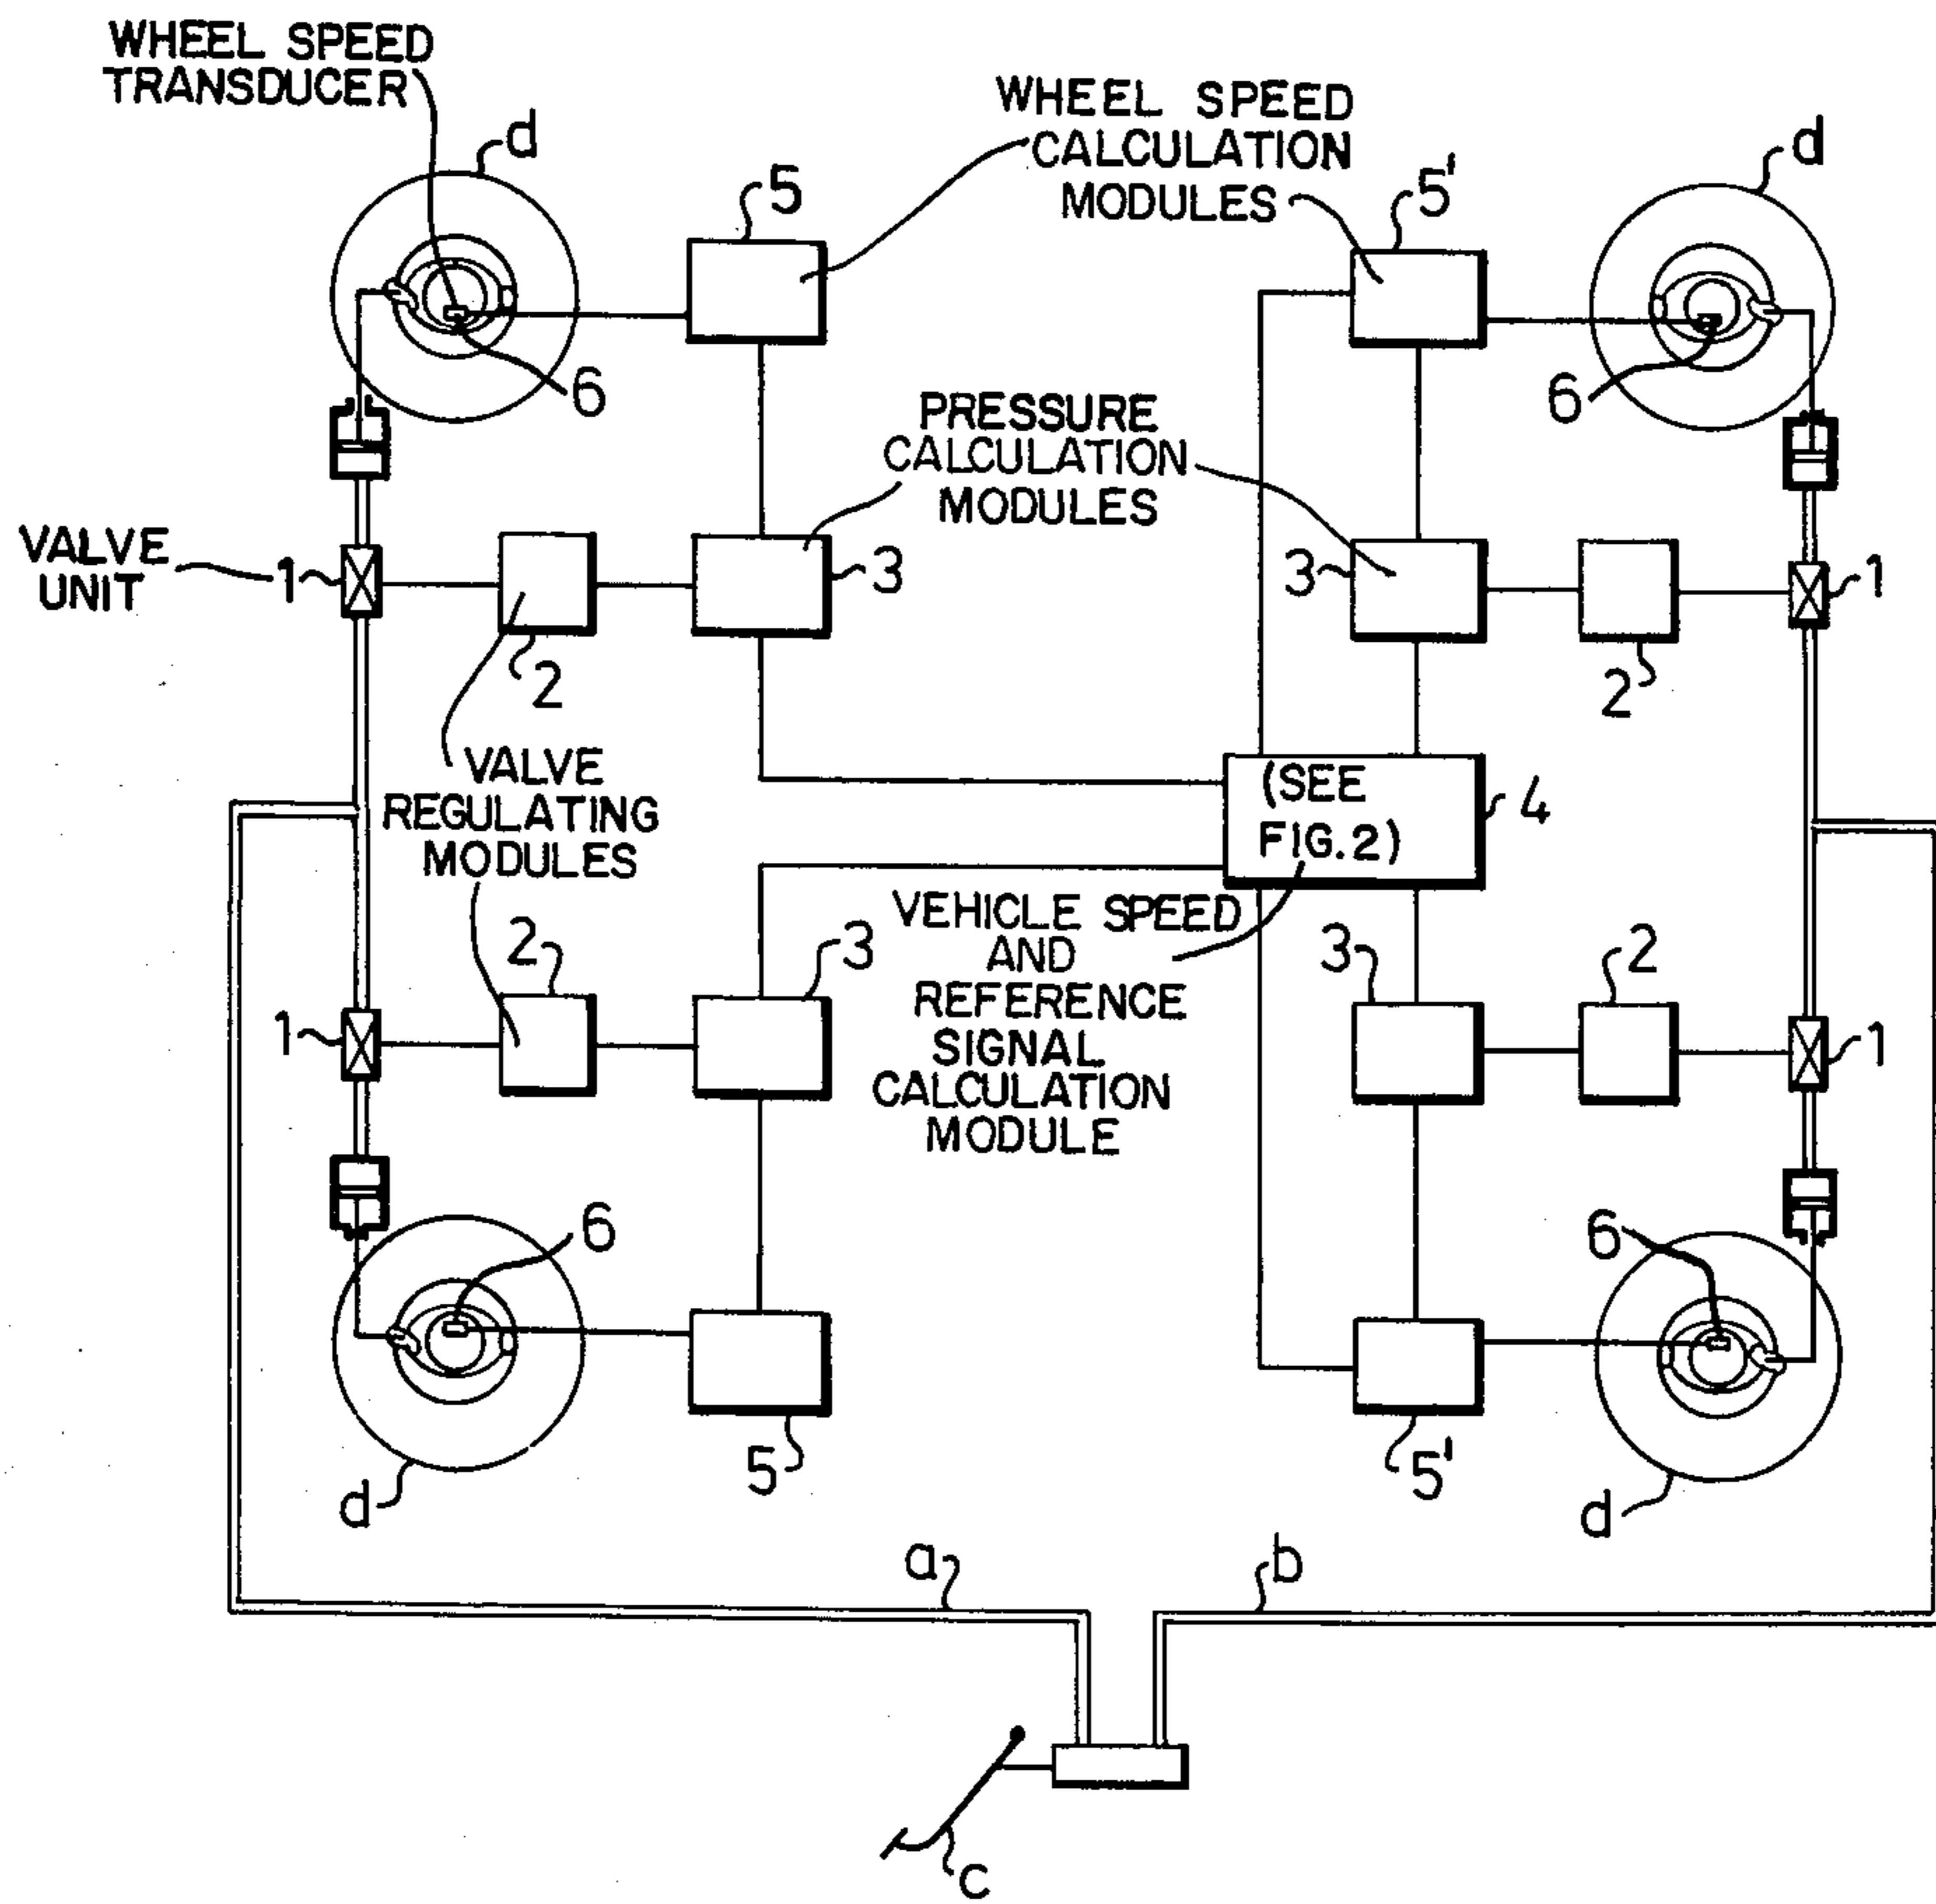 WHEEL SPEED
TRANSDUCER
d
5
WHEEL SPEED
CALCULATION
MODULES
5'
d
6
6
PRESSURE
CALCULATION
MODULES
VALVE
UNIT
1
2
3
3
2
1
VALVE
REGULATING
MODULES
(SEE
FIG.2)
4
VEHICLE SPEED
AND
REFERENCE
SIGNAL
CALCULATION
MODULE
1
2
3
3
2
1
6
6
d
5
5'
d
a
b
c